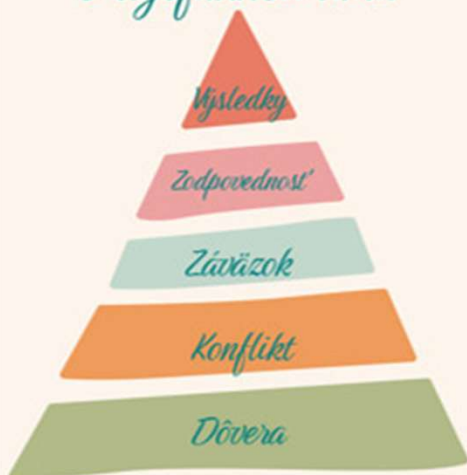 Výsledky
Zodpovednosť
Záväzok
Konflikt
Dôvera